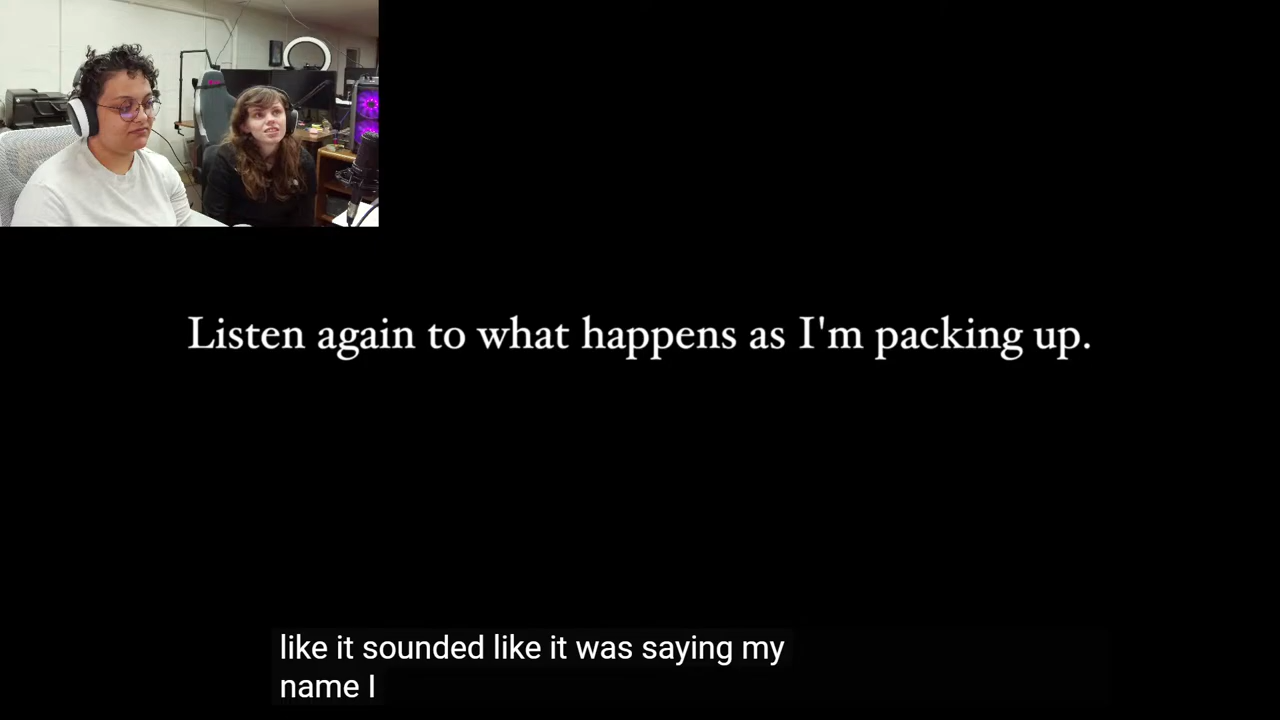 Listen again to what happens as I'm packing up.
like it sounded like it was saying my
name I